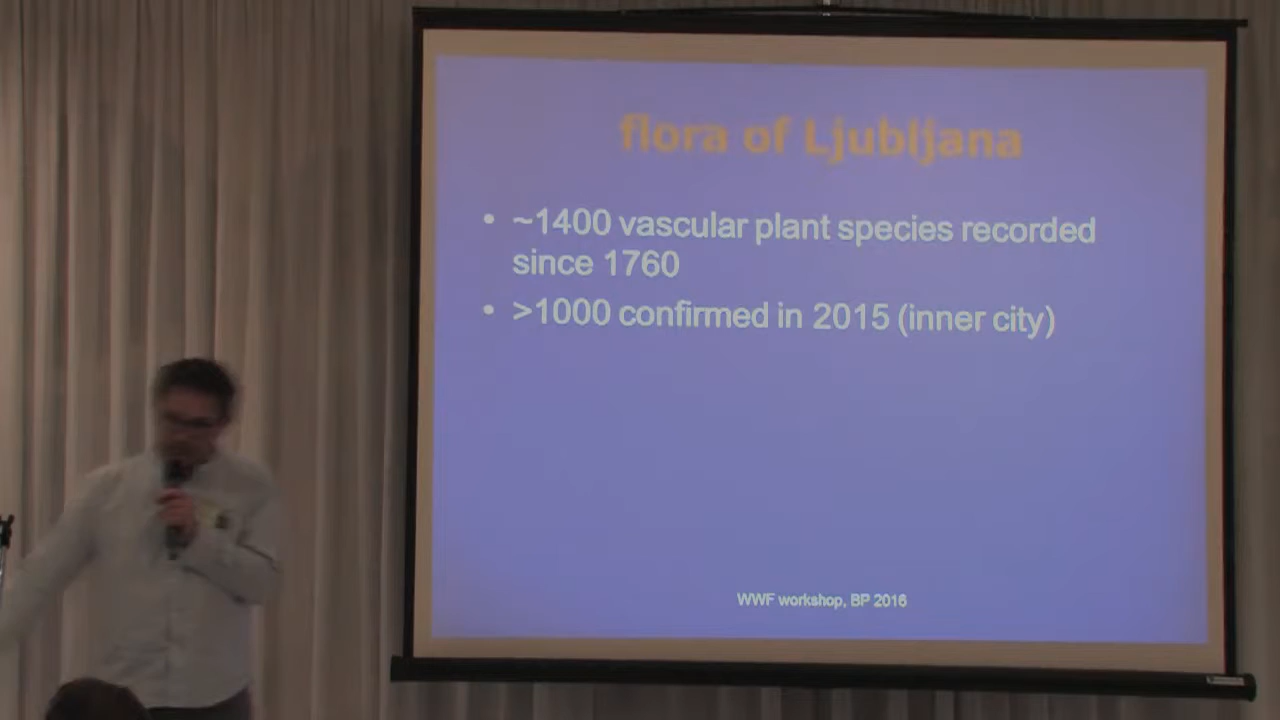 flora of Ljubljana
• ~1400 vascular plant species recorded
since 1760
• >1000 confirmed in 2015 (inner city)
WWF workshop, BP 2016